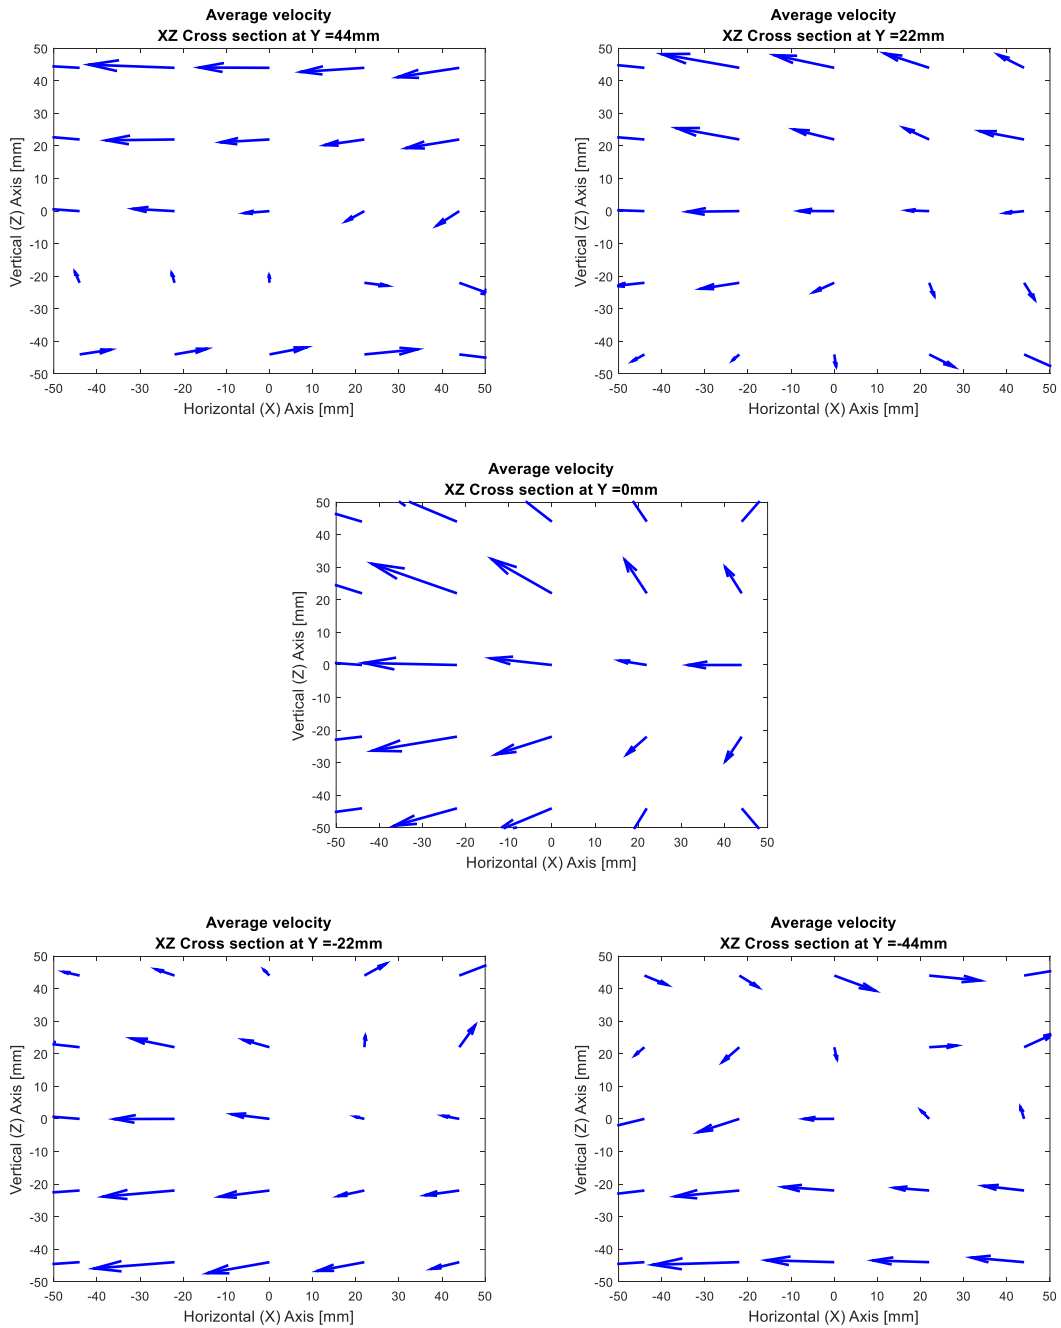 Average velocity
XZ Cross section at Y =44mm
50
40
30
20
10
0
-10
-20
-30
-40
-50
Vertical (Z) Axis [mm]
-50 -40 -30 -20 -10 0 10 20 30 40 50
Horizontal (X) Axis [mm]
Average velocity
XZ Cross section at Y =22mm
50
40
30
20
10
0
-10
-20
-30
-40
-50
Vertical (Z) Axis [mm]
-50 -40 -30 -20 -10 0 10 20 30 40 50
Horizontal (X) Axis [mm]
Average velocity
XZ Cross section at Y =0mm
50
40
30
20
10
0
-10
-20
-30
-40
-50
Vertical (Z) Axis [mm]
-50 -40 -30 -20 -10 0 10 20 30 40 50
Horizontal (X) Axis [mm]
Average velocity
XZ Cross section at Y =-22mm
50
40
30
20
10
0
-10
-20
-30
-40
-50
Vertical (Z) Axis [mm]
-50 -40 -30 -20 -10 0 10 20 30 40 50
Horizontal (X) Axis [mm]
Average velocity
XZ Cross section at Y =-44mm
50
40
30
20
10
0
-10
-20
-30
-40
-50
Vertical (Z) Axis [mm]
-50 -40 -30 -20 -10 0 10 20 30 40 50
Horizontal (X) Axis [mm]